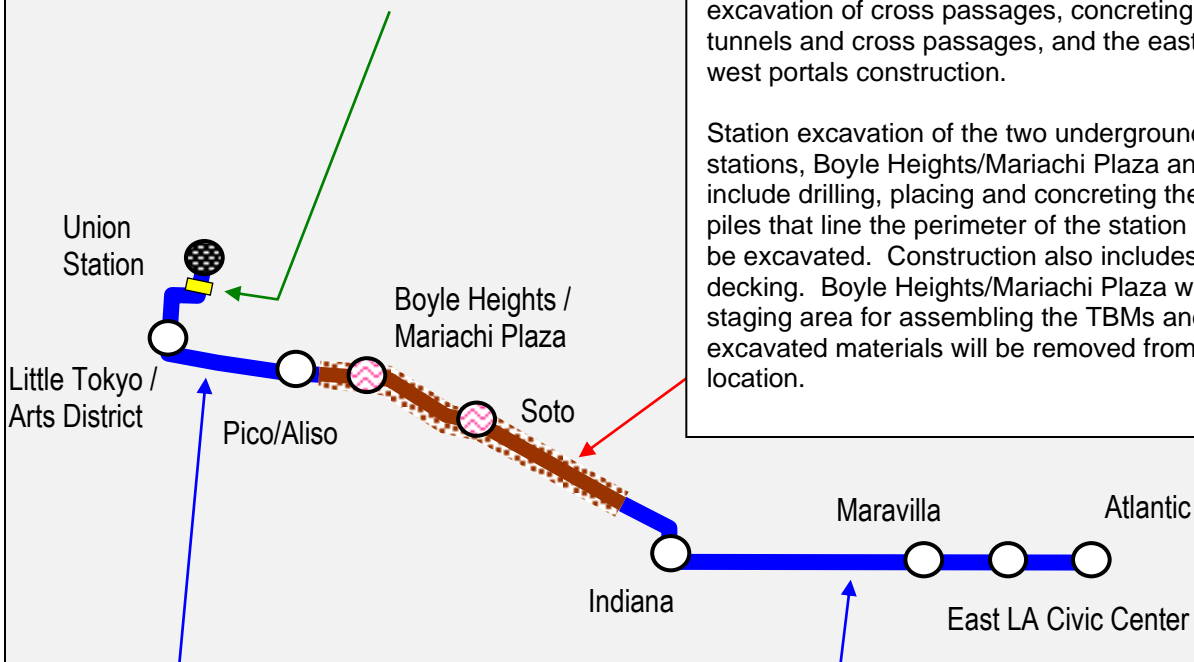 excavation of cross passages, concreting
tunnels and cross passages, and the east
west portals construction.
Station excavation of the two underground
stations, Boyle Heights/Mariachi Plaza an
include drilling, placing and concreting the
piles that line the perimeter of the station
be excavated. Construction also includes
decking. Boyle Heights/Mariachi Plaza w
staging area for assembling the TBMs and
excavated materials will be removed from
location.
Union
Station
Boyle Heights /
Mariachi Plaza
Little Tokyo /
Arts District
Pico/Aliso
Soto
Maravilla
Atlantic
Indiana
East LA Civic Center